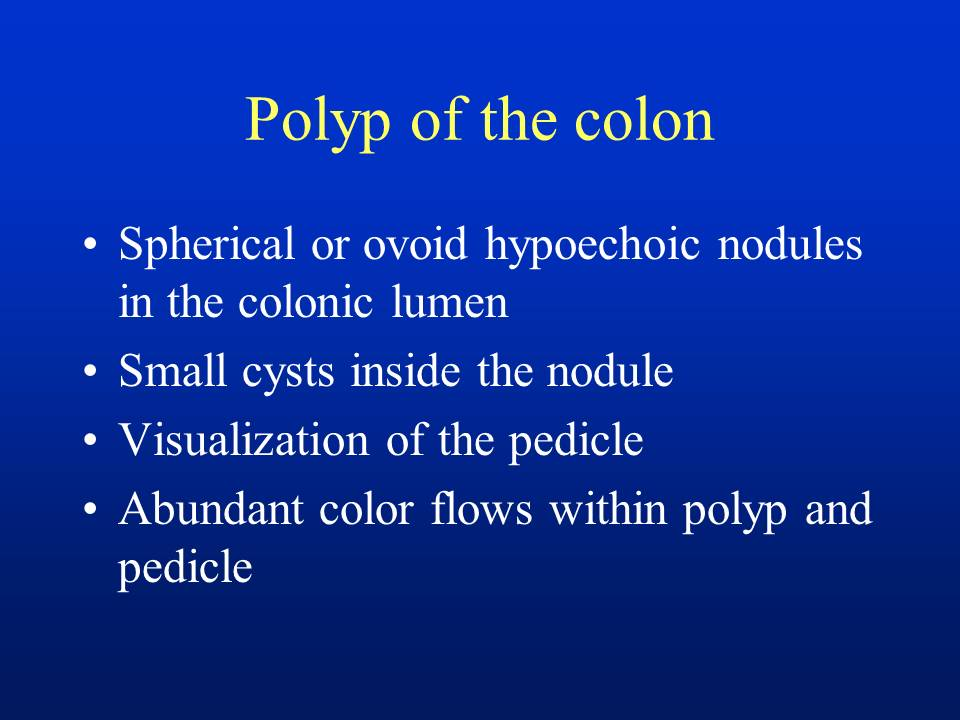 Polyp of the colon
• Spherical or ovoid hypoechoic nodules
in the colonic lumen
• Small cysts inside the nodule
• Visualization of the pedicle
• Abundant color flows within polyp and
pedicle